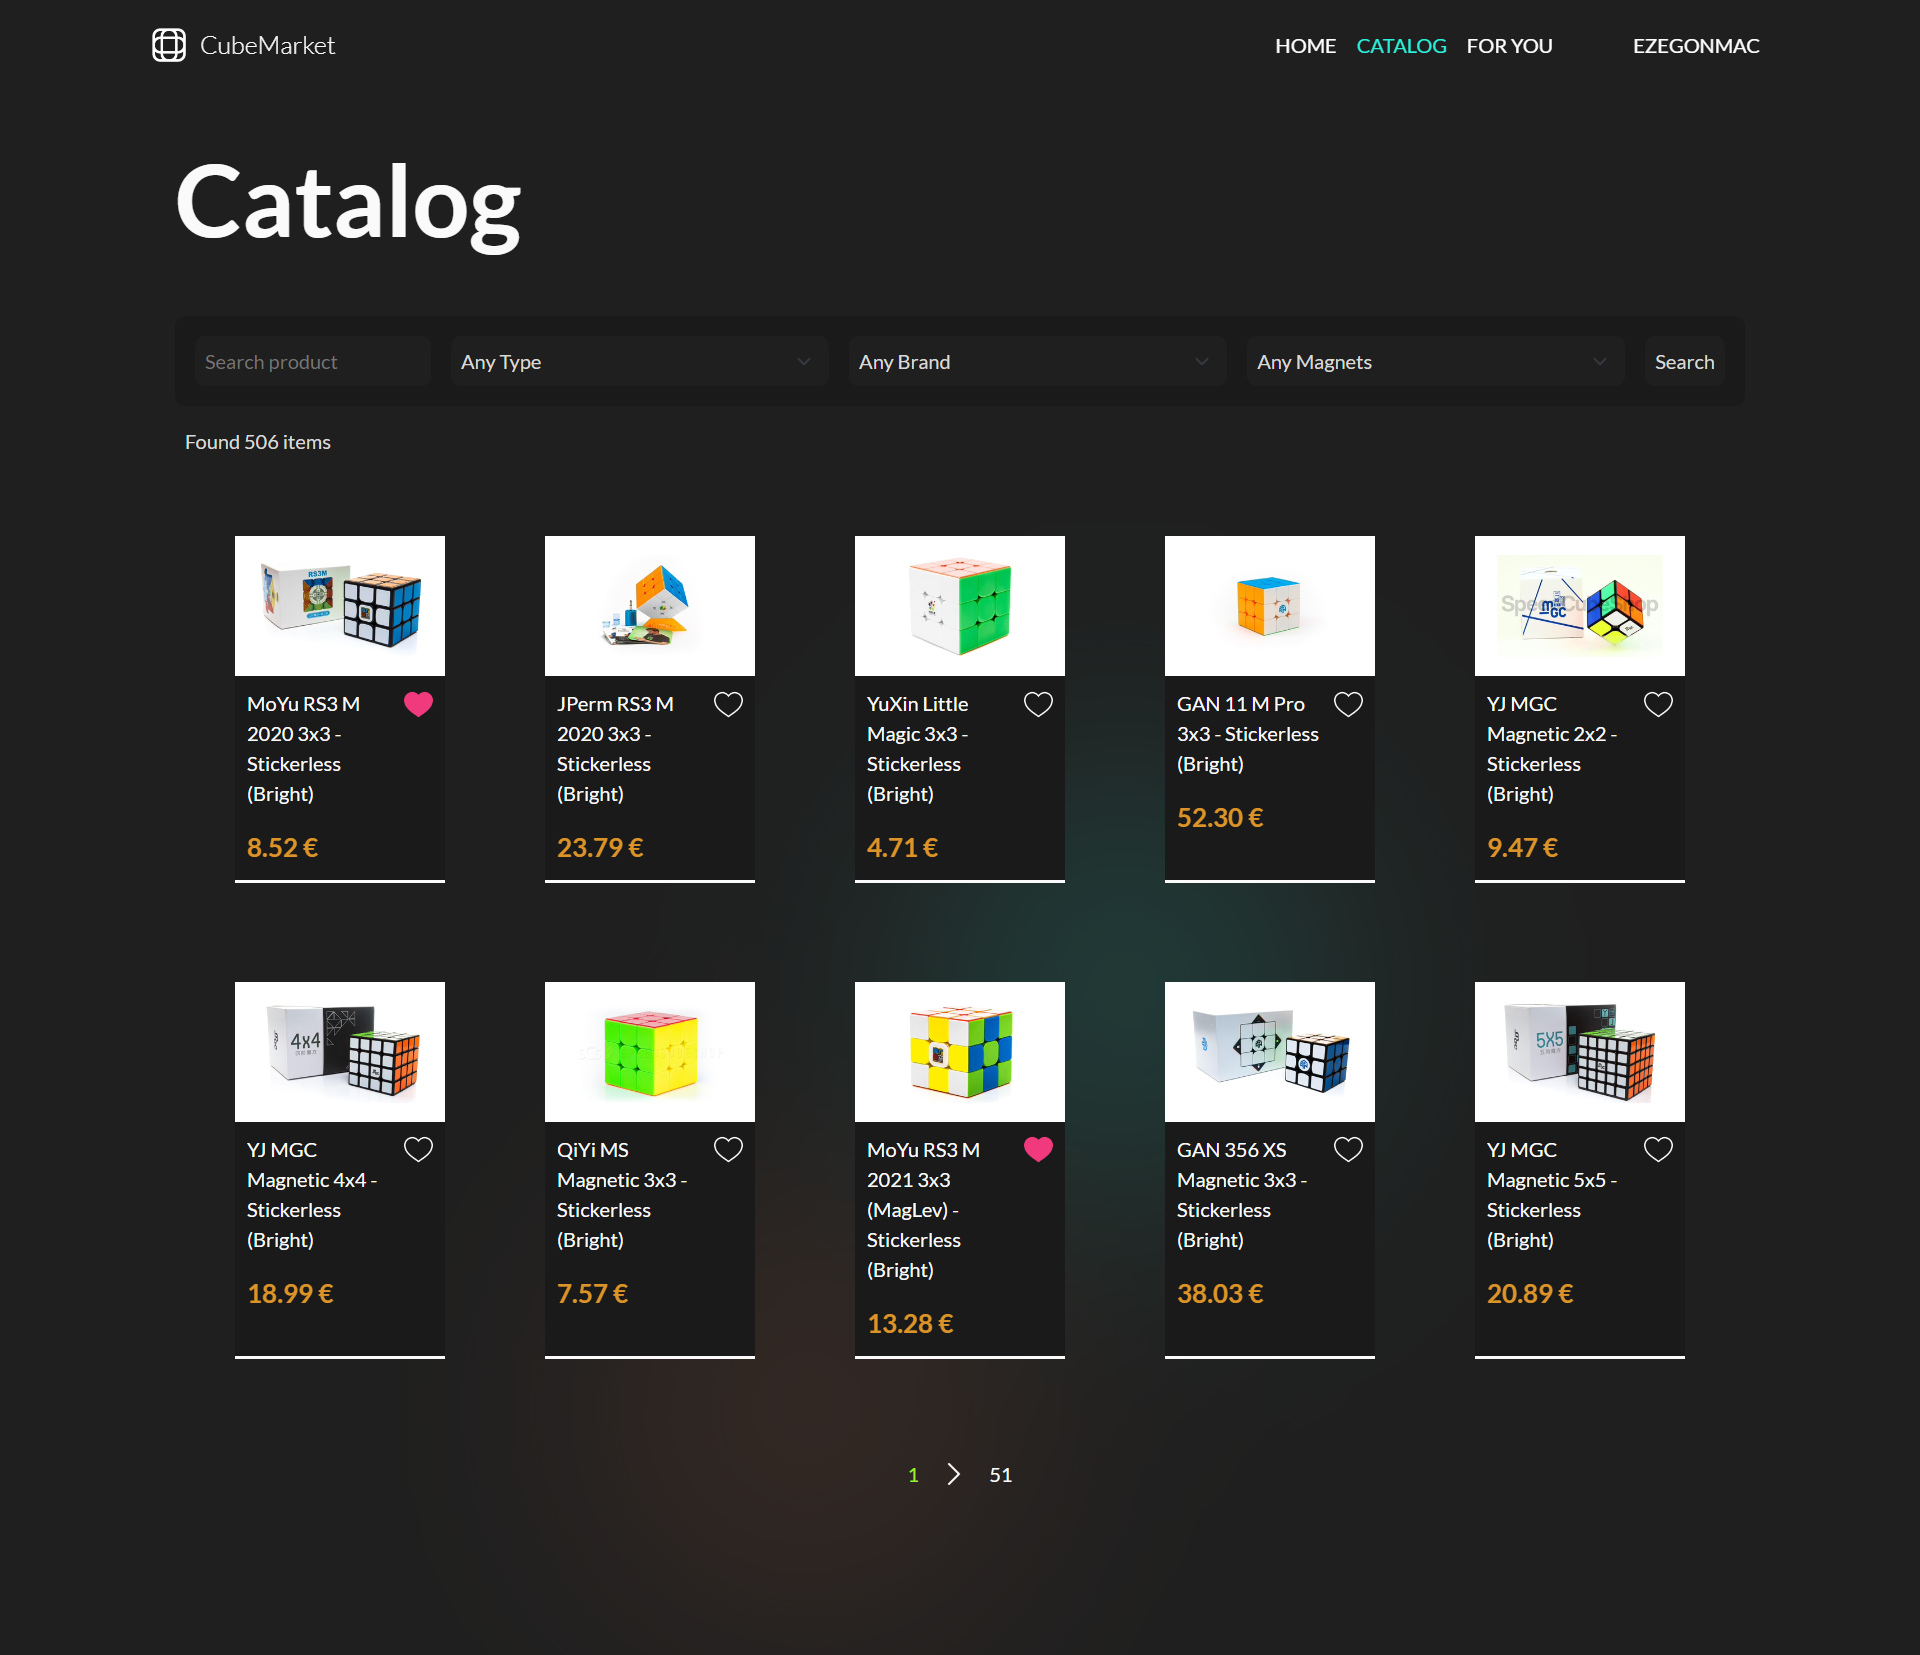 CubeMarket
HOME CATALOG FOR YOU EZEGONMAC
Catalog
Search product Any Type Any Brand Any Magnets Search
Found 506 items
RS3M
MGC
MoYu RS3 M
2020 3x3 -
Stickerless
(Bright)
8.52 €
JPerm RS3 M
2020 3x3 -
Stickerless
(Bright)
23.79 €
YuXin Little
Magic 3x3 -
Stickerless
(Bright)
4.71 €
GAN 11 M Pro
3x3 - Stickerless
(Bright)
52.30 €
YJ MGC
Magnetic 2x2 -
Stickerless
(Bright)
9.47 €
4x4
5X5
YJ MGC
Magnetic 4x4 -
Stickerless
(Bright)
18.99 €
QiYi MS
Magnetic 3x3 -
Stickerless
(Bright)
7.57 €
MoYu RS3 M
2021 3x3
(MagLev) -
Stickerless
(Bright)
13.28 €
GAN 356 XS
Magnetic 3x3 -
Stickerless
(Bright)
38.03 €
YJ MGC
Magnetic 5x5 -
Stickerless
(Bright)
20.89 €
1 51